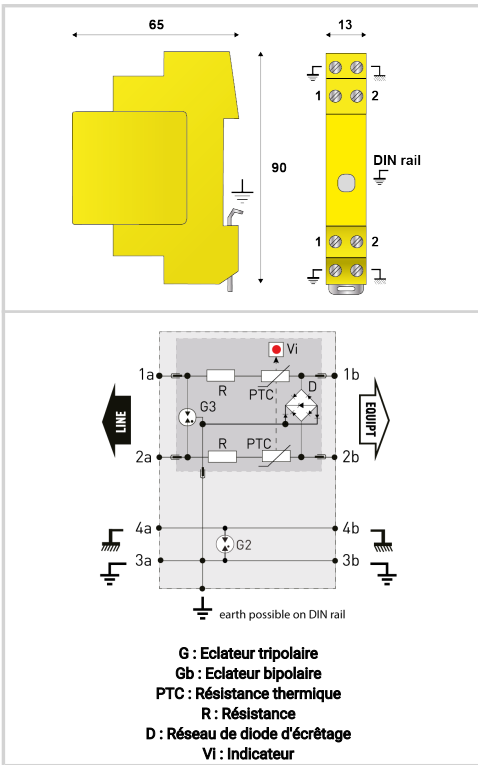 65
13
1 2
90
DIN rail
1 2
Vi
1a 1b
R PTC D
LINE
G3
EQUIPT
R PTC
2a 2b
4a 4b
G2
3a 3b
earth possible on DIN rail
G : Eclateur tripolaire
Gb : Eclateur bipolaire
PTC : Résistance thermique
R : Résistance
D : Réseau de diode d'écrêtage
Vi : Indicateur